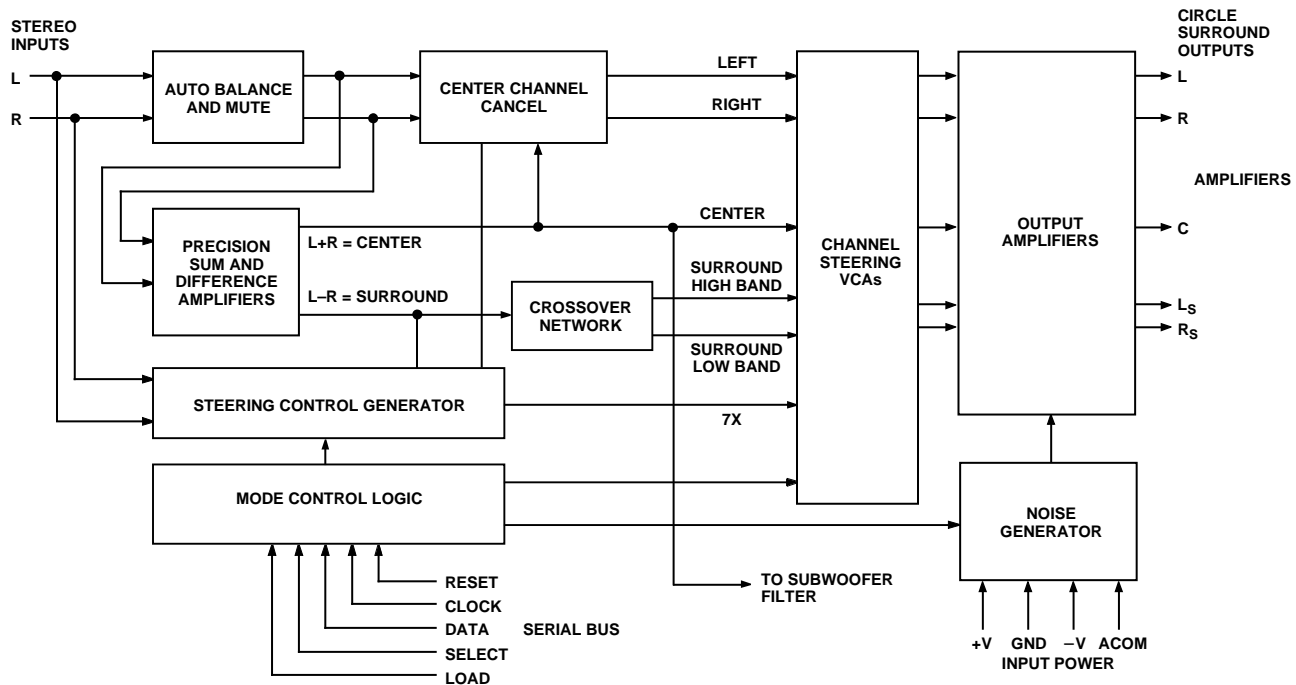 STEREO
INPUTS
L
R
AUTO BALANCE
AND MUTE
CENTER CHANNEL
CANCEL
LEFT
RIGHT
CIRCLE
SURROUND
OUTPUTS
L
R
AMPLIFIERS
PRECISION
SUM AND
DIFFERENCE
AMPLIFIERS
L+R = CENTER
L–R = SURROUND
CENTER
CROSSOVER
NETWORK
SURROUND
HIGH BAND
SURROUND
LOW BAND
CHANNEL
STEERING
VCAs
OUTPUT
AMPLIFIERS
C
LS
RS
STEERING CONTROL GENERATOR
7X
MODE CONTROL LOGIC
NOISE
GENERATOR
RESET
CLOCK
DATA
SERIAL BUS
SELECT
LOAD
TO SUBWOOFER
FILTER
+V GND –V ACOM
INPUT POWER